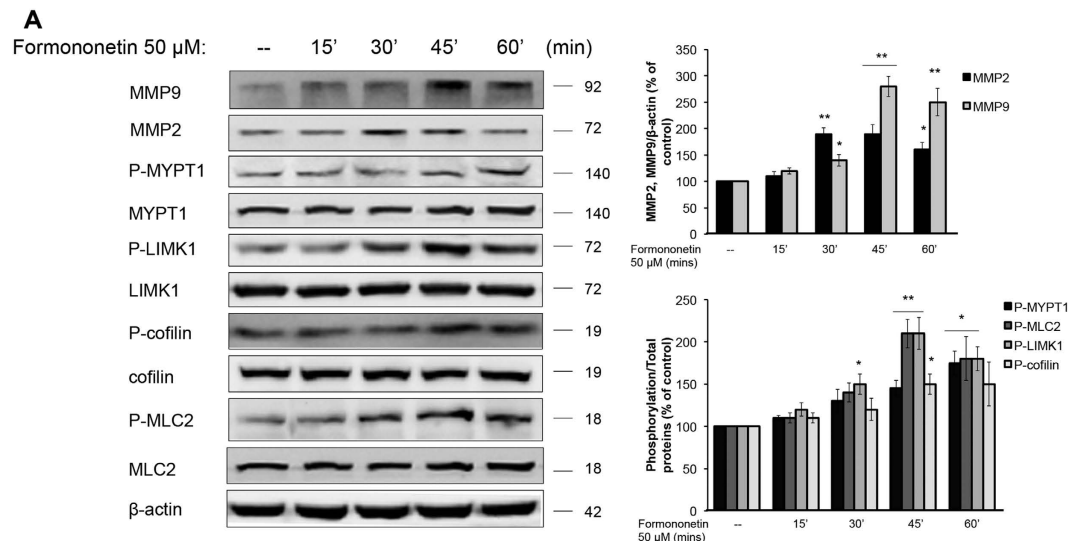 A
Formononetin 50 μM: -- 15’ 30’ 45’ 60’ (min)
MMP9 92
MMP2 72
P-MYPT1 140
MYPT1 140
P-LIMK1 72
LIMK1 72
P-cofilin 19
cofilin 19
P-MLC2 18
MLC2 18
β-actin 42
MMP2, MMP9/β-actin (% of
control)
350
300
250
200
150
100
50
0
** * ** * **
MMP2
MMP9
-- 15' 30' 45' 60'
Formononetin
50 μM (mins)
Phosphorylation/Total
proteins (% of control)
250
200
150
100
50
0
* ** * *
P-MYPT1
P-MLC2
P-LIMK1
P-cofilin
Formononetin -- 15' 30' 45' 60'
50 μM (mins)